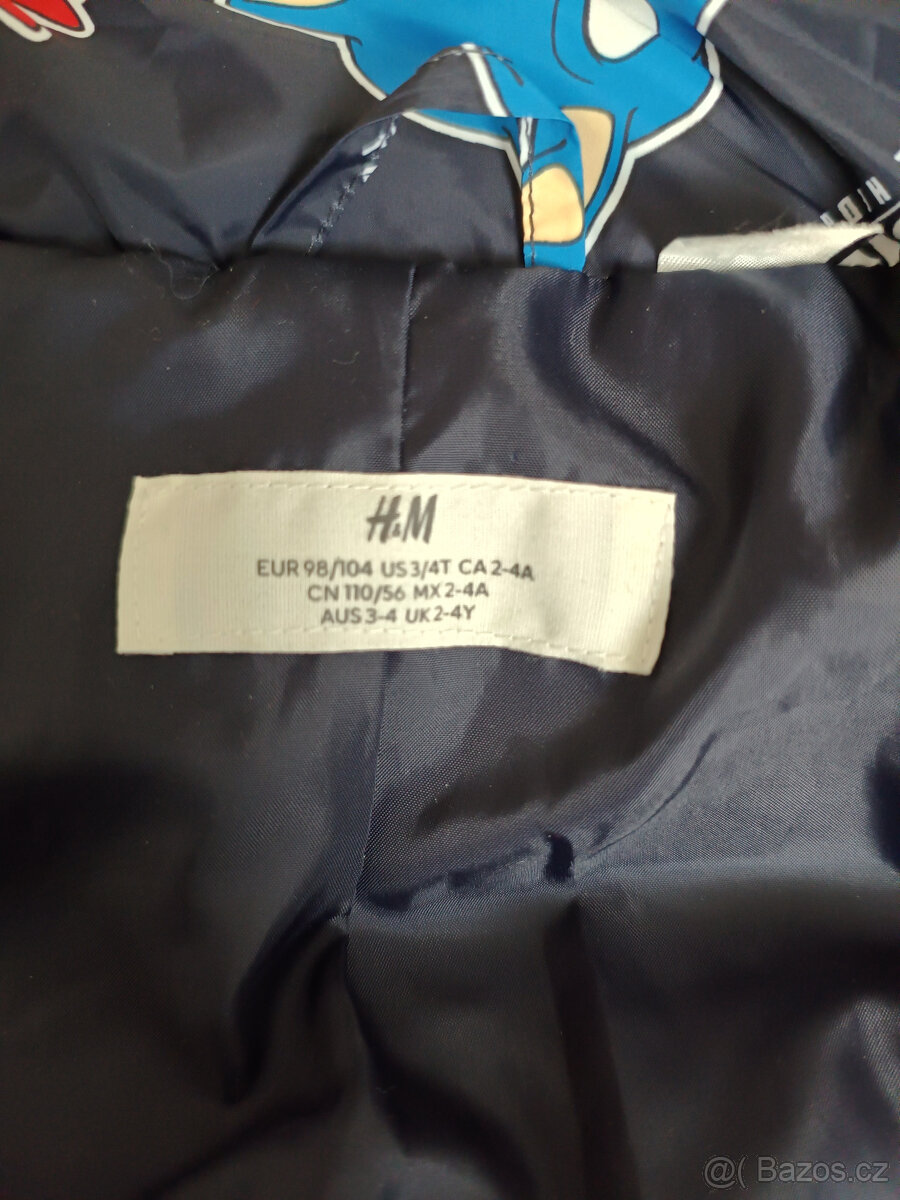 H&M
EUR 98/104 US 3/4T CA 2-4A
CN 110/56 MX 2-4A
AUS 3-4 UK 2-4Y
@( Bazos.cz